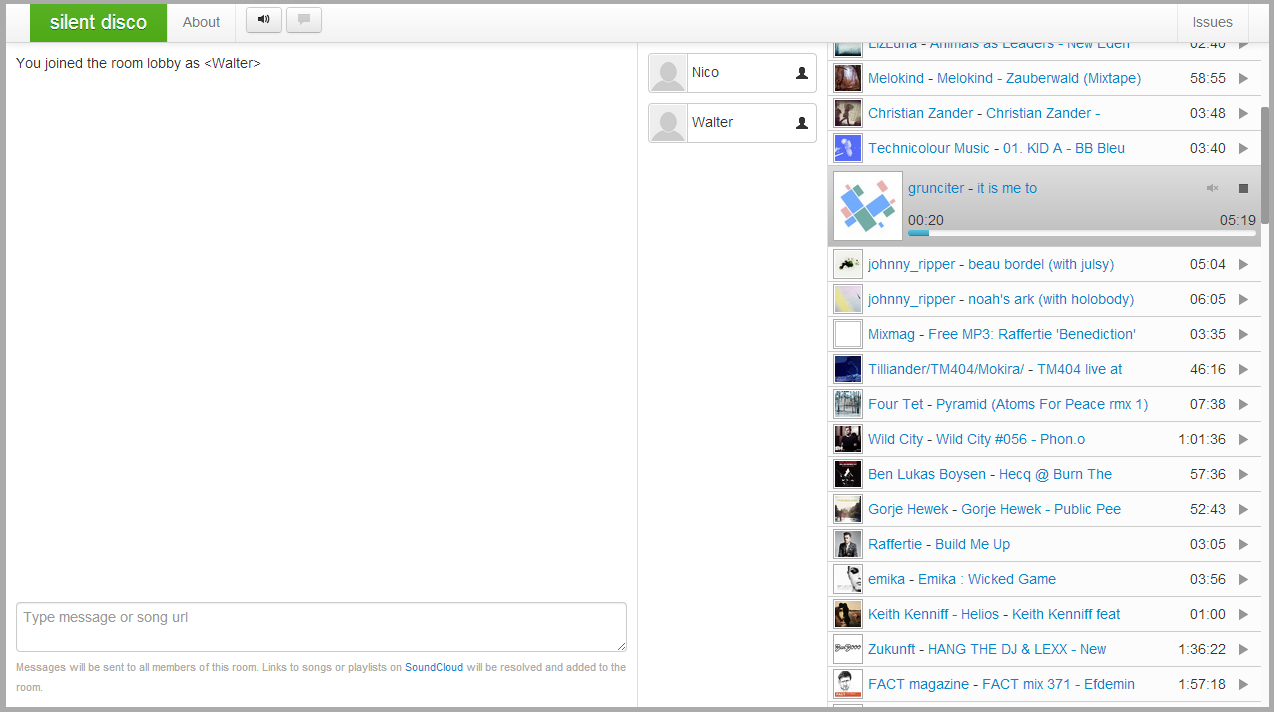 silent disco About Issues
You joined the room lobby as <Walter>
Type message or song url
Messages will be sent to all members of this room. Links to songs or playlists on SoundCloud will be resolved and added to the
room.
Nico
Walter
LizLuna - Animals as Leaders - New Eden 02:40
Melokind - Melokind - Zauberwald (Mixtape) 58:55
Christian Zander - Christian Zander - 03:48
Technicolour Music - 01. KID A - BB Bleu 03:40
grunciter - it is me to
00:20 05:19
johnny_ripper - beau bordel (with julsy) 05:04
johnny_ripper - noah's ark (with holobody) 06:05
Mixmag - Free MP3: Raffertie 'Benediction' 03:35
Tilliander/TM404/Mokira/ - TM404 live at 46:16
Four Tet - Pyramid (Atoms For Peace rmx 1) 07:38
Wild City - Wild City #056 - Phon.o 1:01:36
Ben Lukas Boysen - Hecq @ Burn The 57:36
Gorje Hewek - Gorje Hewek - Public Pee 52:43
Raffertie - Build Me Up 03:05
emika - Emika : Wicked Game 03:56
Keith Kenniff - Helios - Keith Kenniff feat 01:00
Zukunft - HANG THE DJ & LEXX - New 1:36:22
FACT magazine - FACT mix 371 - Efdemin 1:57:18